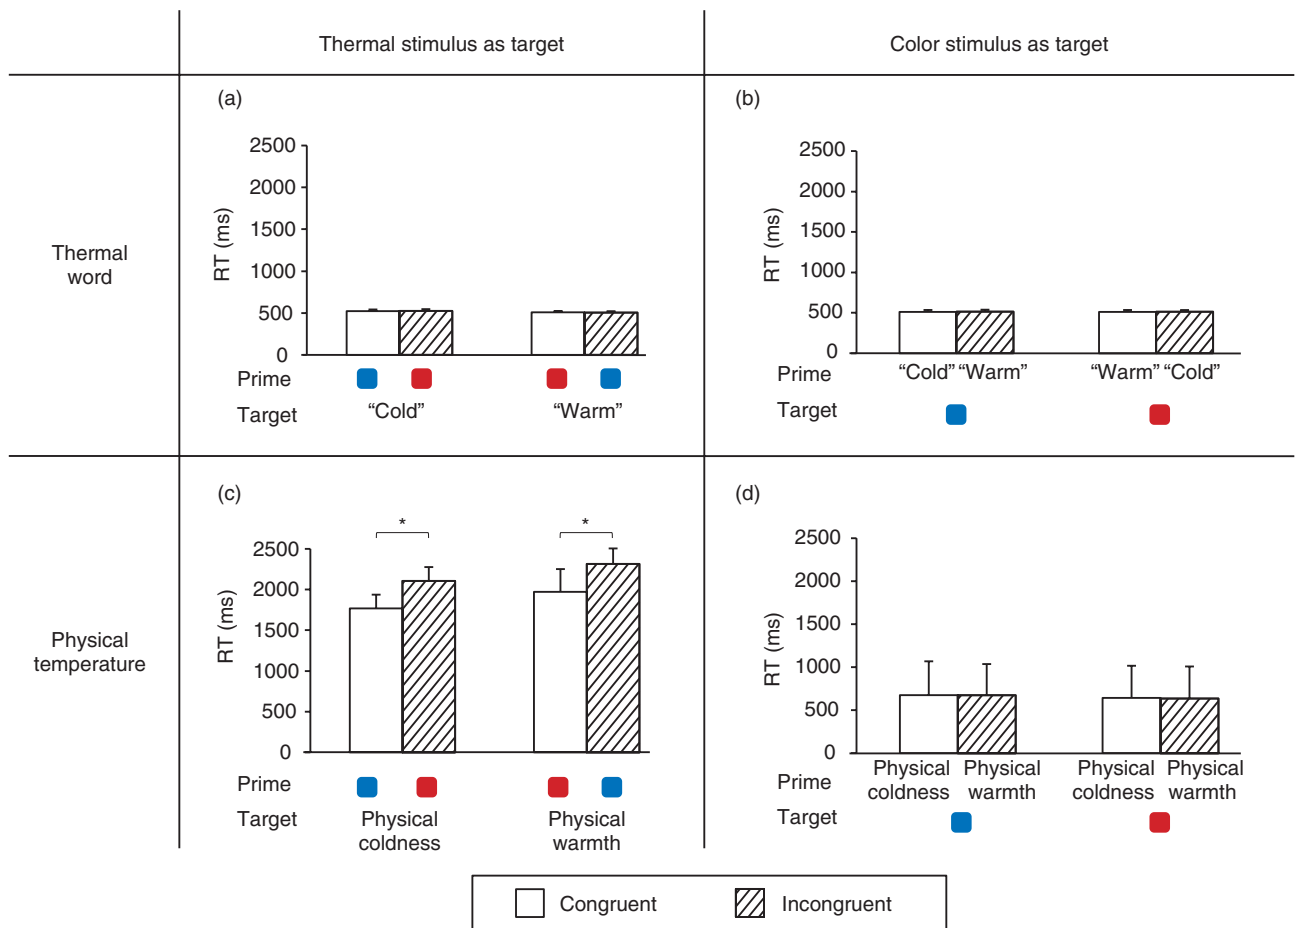 Thermal stimulus as target
Color stimulus as target
Thermal
word
(a)
RT (ms)
2500
2000
1500
1000
500
0
Prime
Target
“Cold”
“Warm”
(b)
RT (ms)
2500
2000
1500
1000
500
0
Prime
“Cold” “Warm”
“Warm” “Cold”
Target
Physical
temperature
(c)
*
*
RT (ms)
2500
2000
1500
1000
500
0
Prime
Target
Physical
coldness
Physical
warmth
(d)
RT (ms)
2500
2000
1500
1000
500
0
Prime
Physical
coldness
Physical
warmth
Physical
coldness
Physical
warmth
Target
Congruent
Incongruent